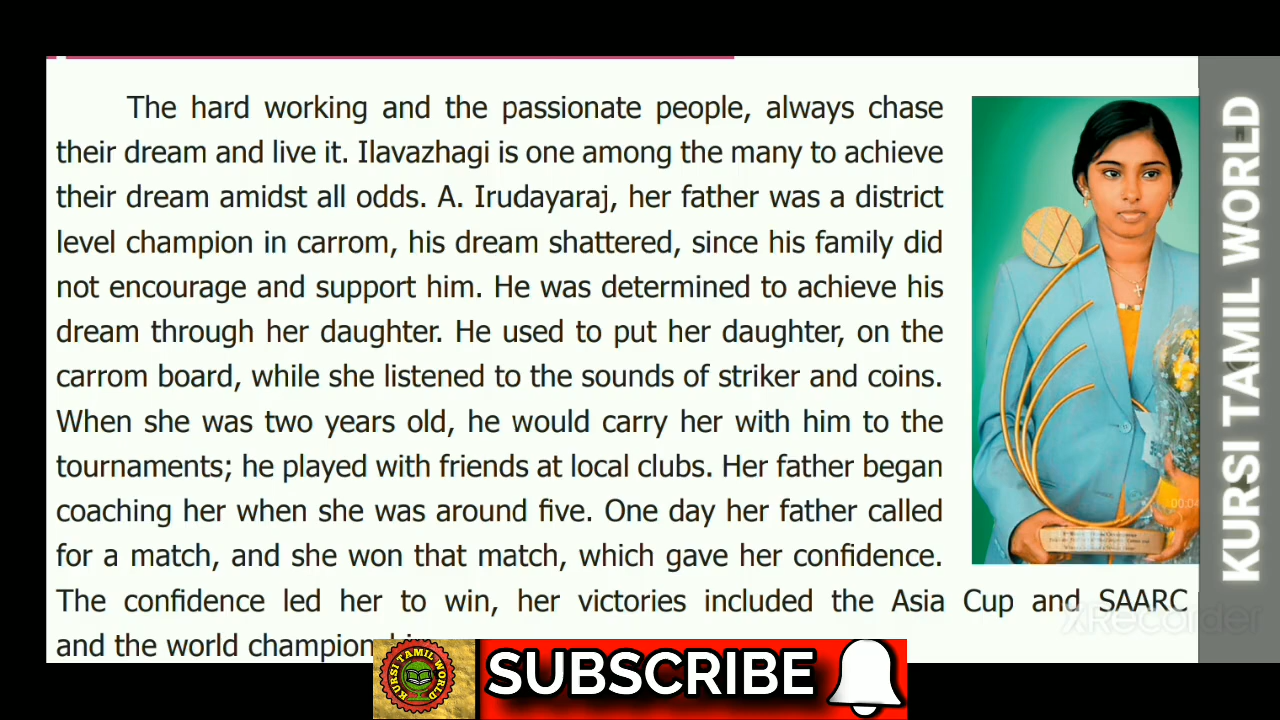 The hard working and the passionate people, always chase
their dream and live it. Ilavazhagi is one among the many to achieve
their dream amidst all odds. A. Irudayaraj, her father was a district
level champion in carrom, his dream shattered, since his family did
not encourage and support him. He was determined to achieve his
dream through her daughter. He used to put her daughter, on the
carrom board, while she listened to the sounds of striker and coins.
When she was two years old, he would carry her with him to the
tournaments; he played with friends at local clubs. Her father began
coaching her when she was around five. One day her father called
for a match, and she won that match, which gave her confidence.
The confidence led her to win, her victories included the Asia Cup and SAARC
and the world champion
KURSI TAMIL WORLD
00:04
XRecorder
KURSI TAMIL WORLD
SUBSCRIBE